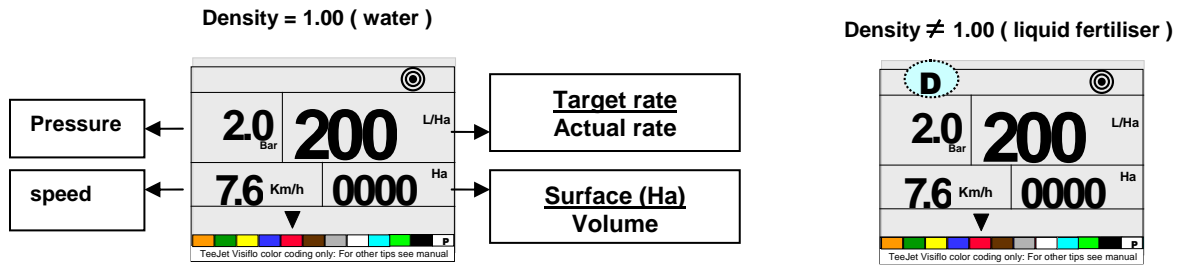 Density = 1.00 ( water )
Pressure
speed
2.0 Bar
200 L/Ha
7.6 Km/h
0000 Ha
P
TeeJet Visiflo color coding only: For other tips see manual
Target rate
Actual rate
Surface (Ha)
Volume
Density ≠ 1.00 ( liquid fertiliser )
D
2.0 Bar
200 L/Ha
7.6 Km/h
0000 Ha
P
TeeJet Visiflo color coding only: For other tips see manual